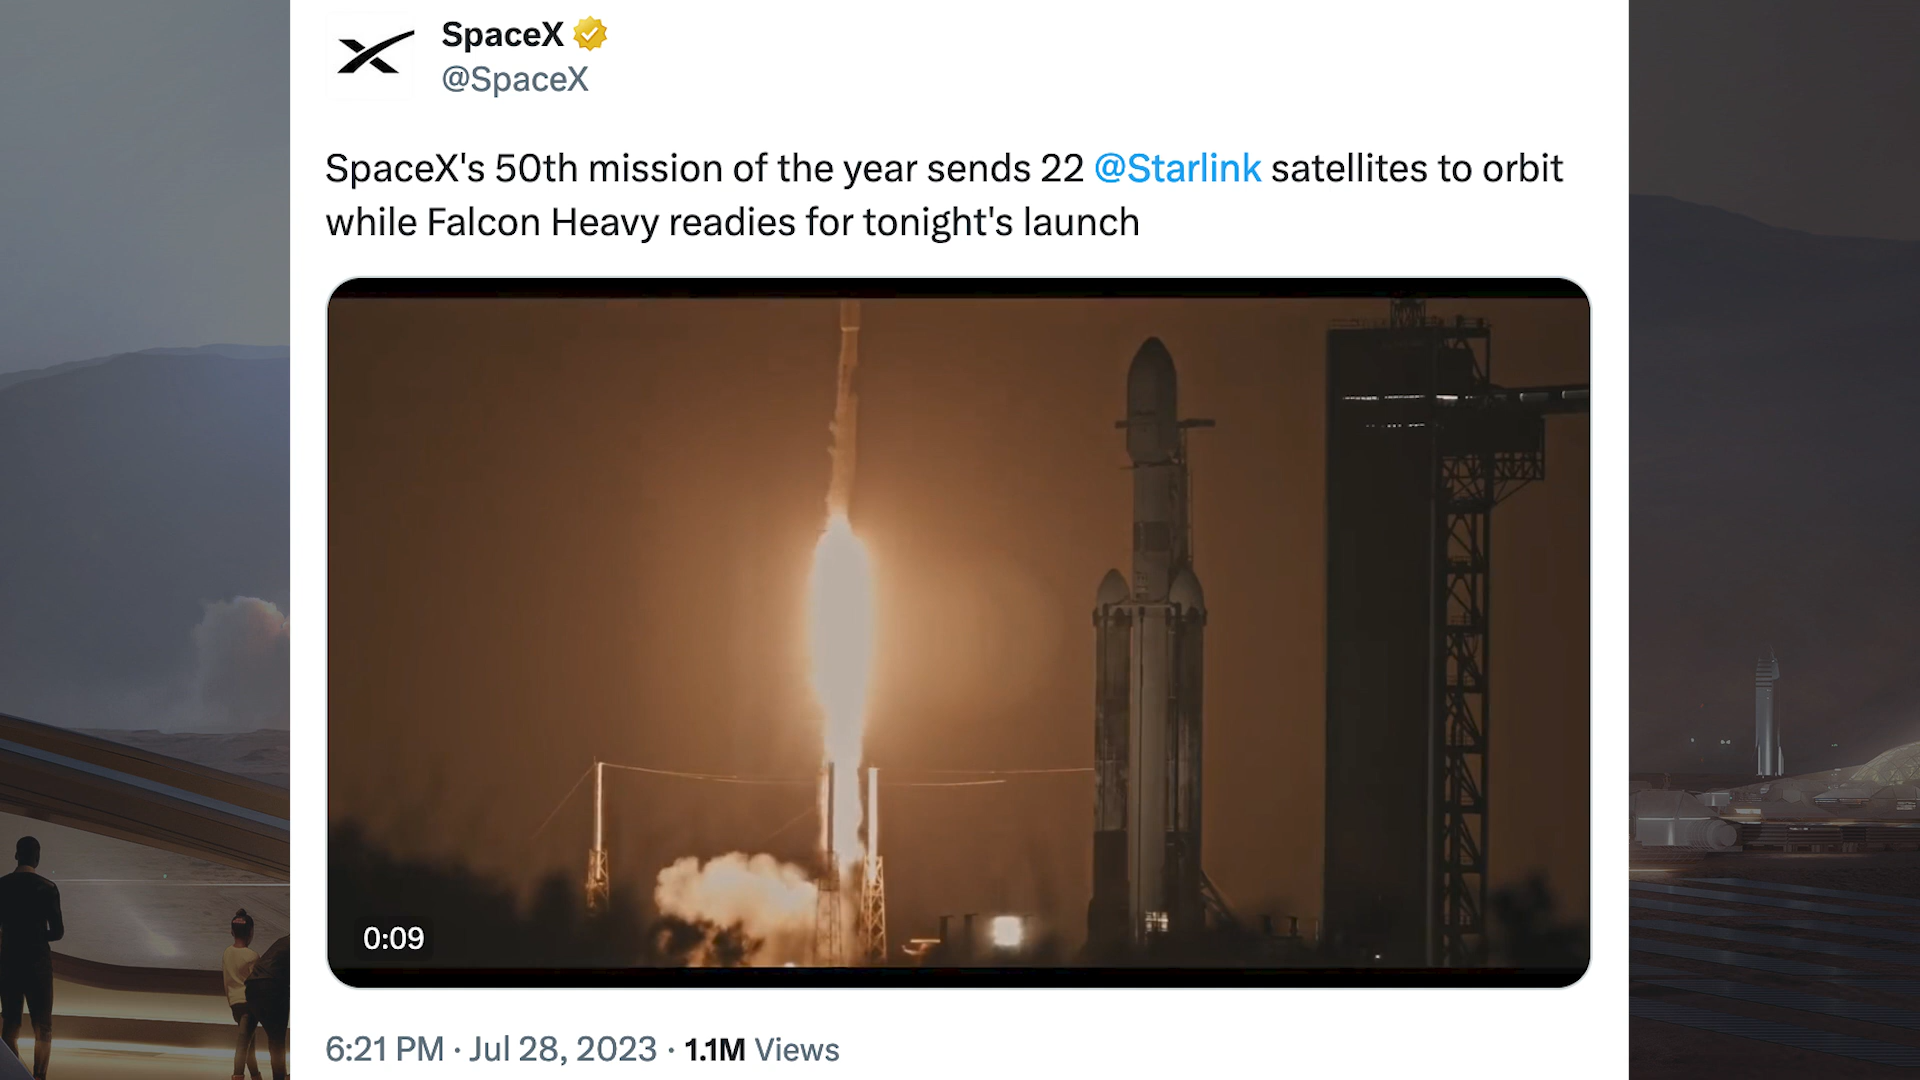 SpaceX
@SpaceX
SpaceX's 50th mission of the year sends 22 @Starlink satellites to orbit
while Falcon Heavy readies for tonight's launch
0:09
6:21 PM · Jul 28, 2023 · 1.1M Views